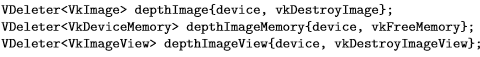 VDeleter<VkImage> depthImage{device, vkDestroyImage};
VDeleter<VkDeviceMemory> depthImageMemory{device, vkFreeMemory};
VDeleter<VkImageView> depthImageView{device, vkDestroyImageView};